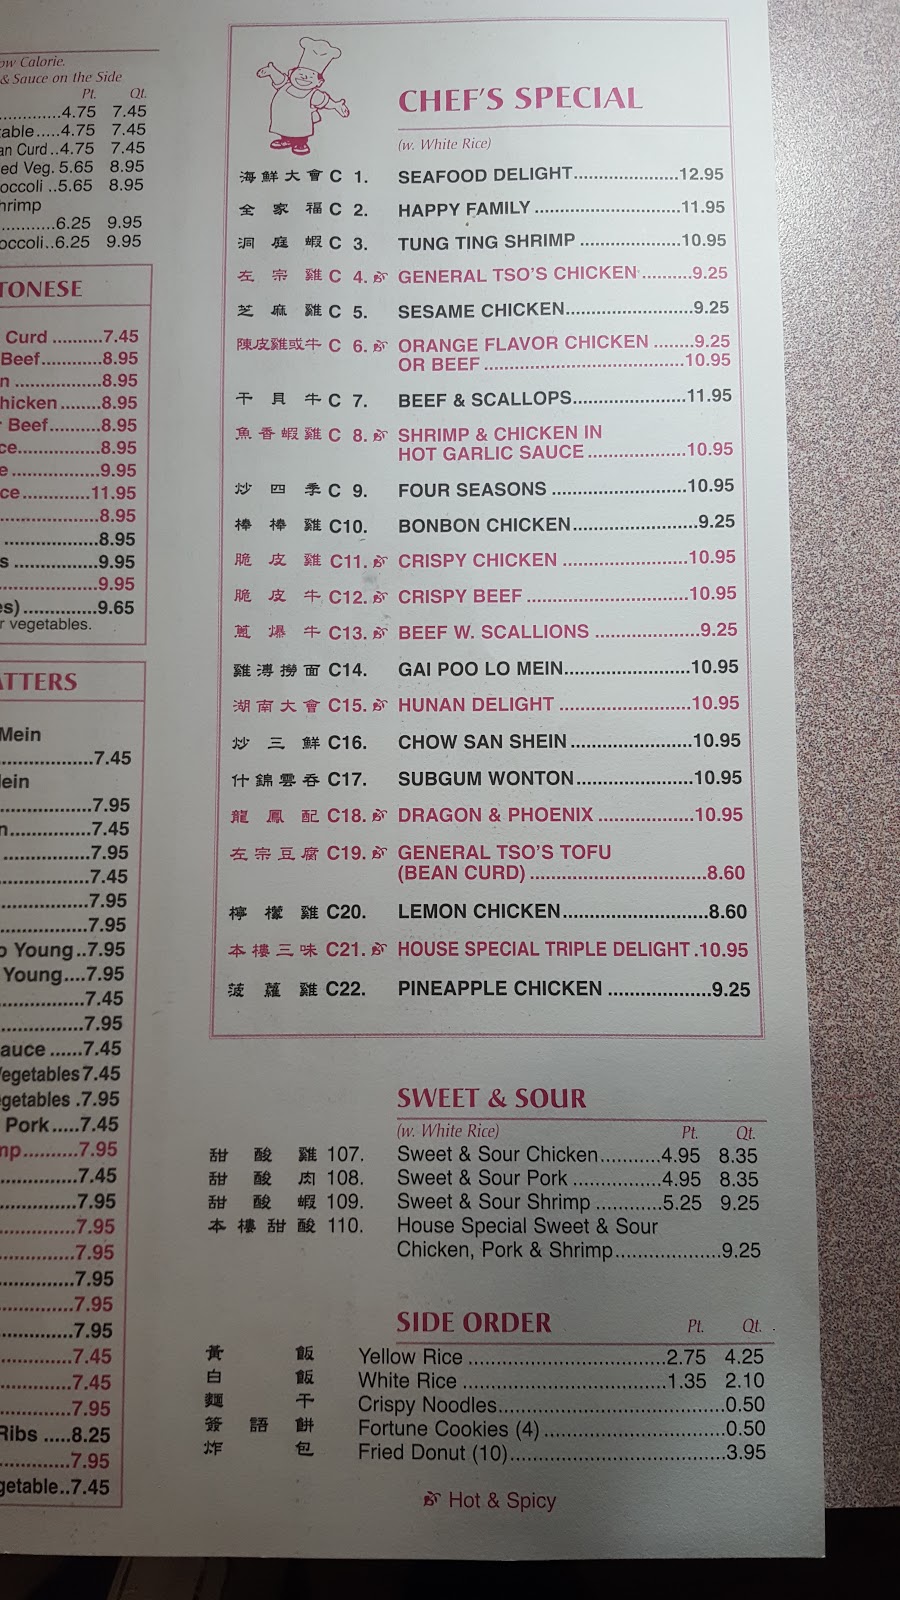 ow Calorie.
& Sauce on the Side
Pt. Qt.
.............4.75 7.45
table.....4.75 7.45
an Curd..4.75 7.45
ed Veg. 5.65 8.95
occoli ..5.65 8.95
hrimp
............6.25 9.95
occoli..6.25 9.95
TONESE
Curd ..........7.45
Beef............8.95
n .................8.95
hicken ........8.95
Beef..........8.95
ce................8.95
e .................9.95
ce.............11.95
....................8.95
....................8.95
s .................9.95
....................9.95
es).............9.65
r vegetables.
ATTERS
Mein
.....................7.45
ein
....................7.95
n..................7.45
....................7.95
....................7.45
....................7.95
....................7.95
o Young..7.95
Young....7.95
....................7.45
....................7.95
auce ......7.45
Vegetables 7.45
getables .7.95
Pork.....7.45
mp..........7.95
....................7.45
....................7.95
....................7.95
....................7.95
....................7.95
....................7.95
....................7.95
....................7.45
....................7.45
....................7.95
Ribs .....8.25
....................7.95
getable..7.45
CHEF'S SPECIAL
(w. White Rice)
海鮮大會 C 1. SEAFOOD DELIGHT....................12.95
全家福 C 2. HAPPY FAMILY ............................11.95
洞庭蝦 C 3. TUNG TING SHRIMP ...................10.95
左宗雞 C 4. GENERAL TSO'S CHICKEN..........9.25
芝麻雞 C 5. SESAME CHICKEN.........................9.25
陳皮雞或牛 C 6. ORANGE FLAVOR CHICKEN ........9.25
OR BEEF.......................................10.95
干貝牛 C 7. BEEF & SCALLOPS......................11.95
魚香蝦雞 C 8. SHRIMP & CHICKEN IN
HOT GARLIC SAUCE...................10.95
炒四季 C 9. FOUR SEASONS .........................10.95
棒棒雞 C10. BONBON CHICKEN........................9.25
脆皮雞 C11. CRISPY CHICKEN ........................10.95
脆皮牛 C12. CRISPY BEEF ..............................10.95
蔥爆牛 C13. BEEF W. SCALLIONS ....................9.25
雞溥撈面 C14. GAI POO LO MEIN........................10.95
湖南大會 C15. HUNAN DELIGHT .........................10.95
炒三鮮 C16. CHOW SAN SHEIN.......................10.95
什錦雲吞 C17. SUBGUM WONTON......................10.95
龍鳳配 C18. DRAGON & PHOENIX..................10.95
左宗豆腐 C19. GENERAL TSO'S TOFU
(BEAN CURD) .................................8.60
檸檬雞 C20. LEMON CHICKEN...........................8.60
本樓三味 C21. HOUSE SPECIAL TRIPLE DELIGHT .10.95
菠蘿雞 C22. PINEAPPLE CHICKEN ...................9.25
SWEET & SOUR
(w. White Rice) Pt. Qt.
甜酸雞 107. Sweet & Sour Chicken...........4.95 8.35
甜酸肉 108. Sweet & Sour Pork ................4.95 8.35
甜酸蝦 109. Sweet & Sour Shrimp ............5.25 9.25
本樓甜酸 110. House Special Sweet & Sour
Chicken, Pork & Shrimp...................9.25
SIDE ORDER Pt. Qt.
黃飯 Yellow Rice ....................................2.75 4.25
白飯 White Rice .....................................1.35 2.10
麵干 Crispy Noodles.....................................0.50
簽語餅 Fortune Cookies (4).................................0.50
炸包 Fried Donut (10).......................................3.95
Hot & Spicy